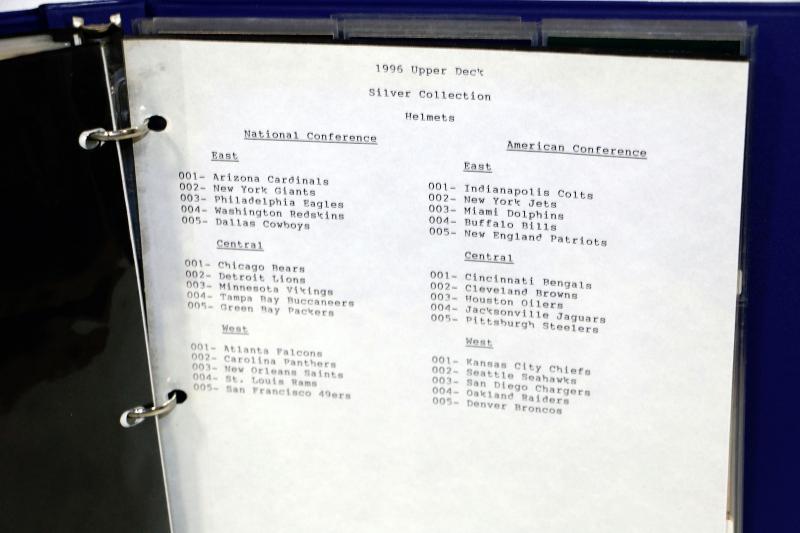 1996 Upper Deck
Silver Collection
Helmets
National Conference
East
001- Arizona Cardinals
002- New York Giants
003- Philadelphia Eagles
004- Washington Redskins
005- Dallas Cowboys
Central
001- Chicago Bears
002- Detroit Lions
003- Minnesota Vikings
004- Tampa Bay Buccaneers
005- Green Bay Packers
West
001- Atlanta Falcons
002- Carolina Panthers
003- New Orleans Saints
004- St. Louis Rams
005- San Francisco 49ers
American Conference
East
001- Indianapolis Colts
002- New York Jets
003- Miami Dolphins
004- Buffalo Bills
005- New England Patriots
Central
001- Cincinnati Bengals
002- Cleveland Browns
003- Houston Oilers
004- Jacksonville Jaguars
005- Pittsburgh Steelers
West
001- Kansas City Chiefs
002- Seattle Seahawks
003- San Diego Chargers
004- Oakland Raiders
005- Denver Broncos